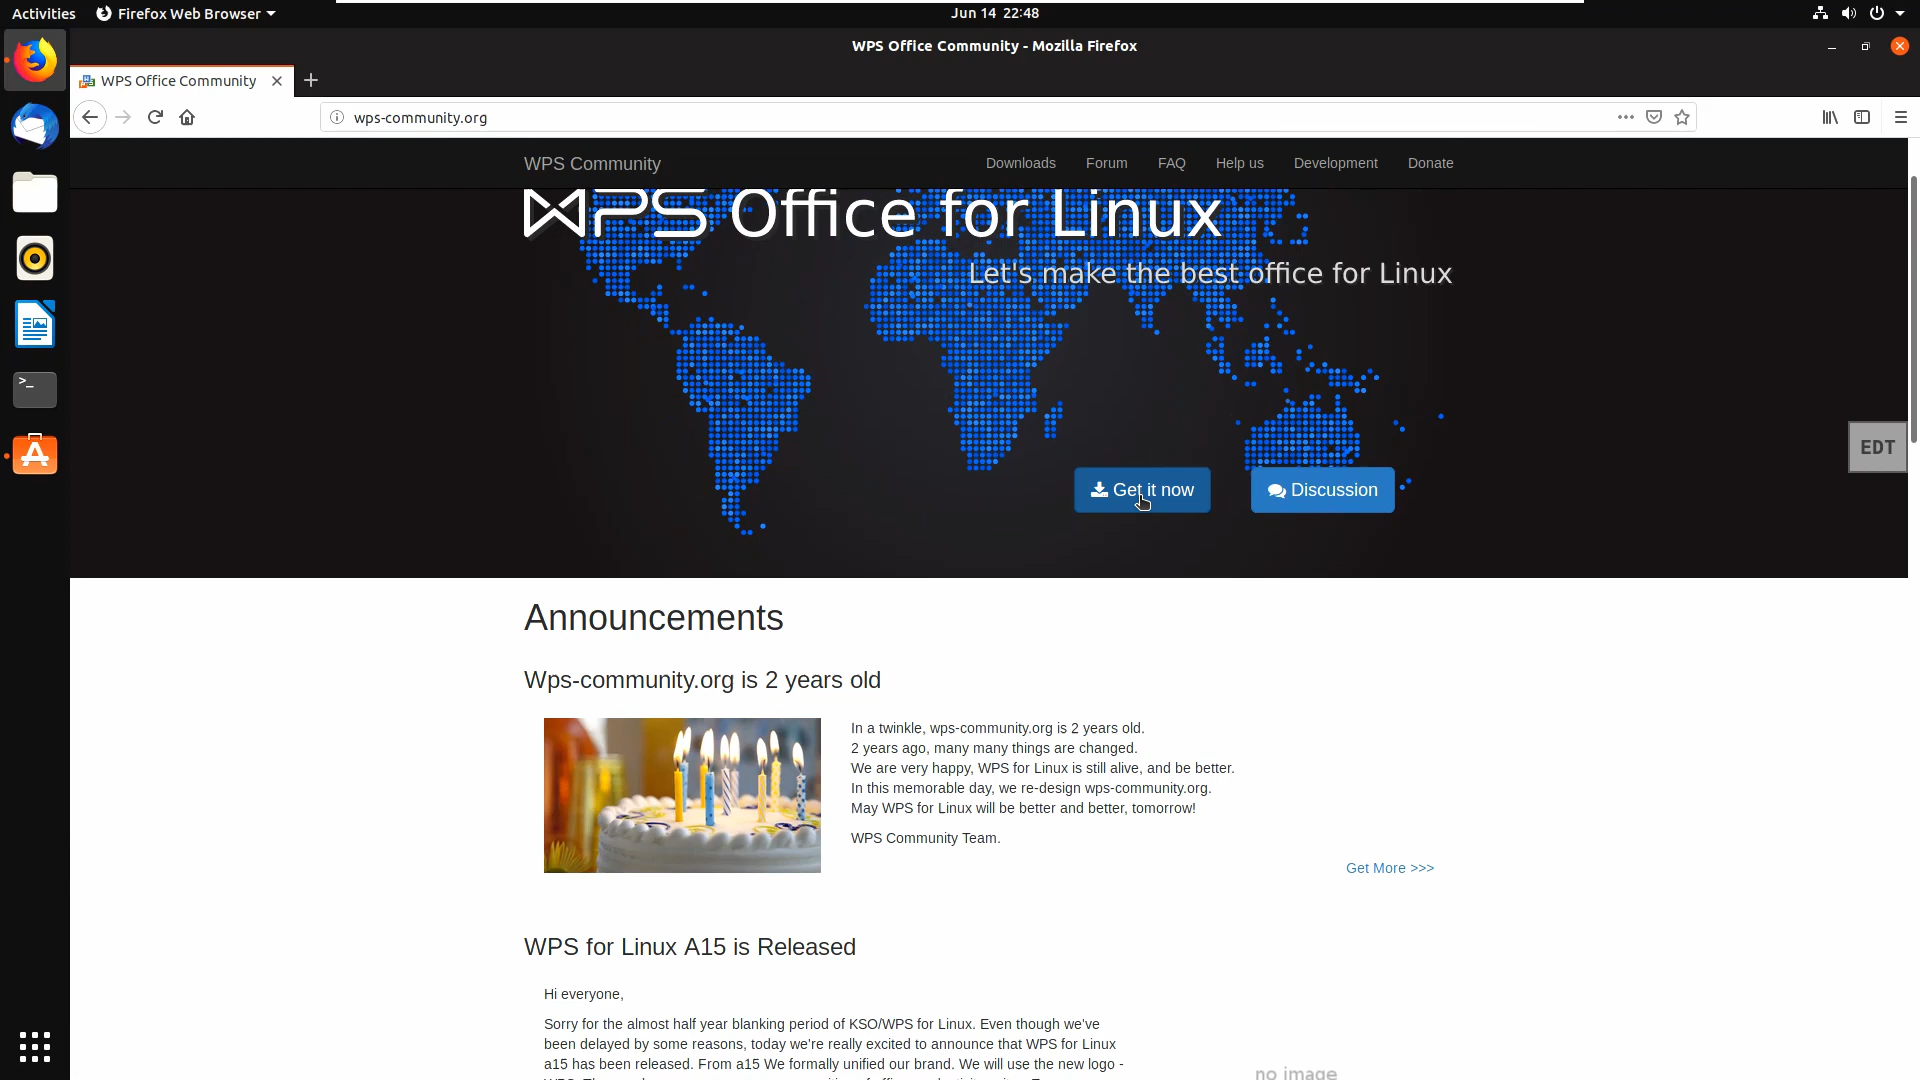 Activities
Firefox Web Browser
Jun 14 22:48
WPS Office Community - Mozilla Firefox
WPS Office Community
wps-community.org
WPS Community
Downloads
Forum
FAQ
Help us
Development
Donate
WPS Office for Linux
Let's make the best office for Linux
EDT
Get it now
Discussion
Announcements
Wps-community.org is 2 years old
In a twinkle, wps-community.org is 2 years old.
2 years ago, many many things are changed.
We are very happy, WPS for Linux is still alive, and be better.
In this memorable day, we re-design wps-community.org.
May WPS for Linux will be better and better, tomorrow!
WPS Community Team.
Get More >>>
WPS for Linux A15 is Released
Hi everyone,
Sorry for the almost half year blanking period of KSO/WPS for Linux. Even though we've
been delayed by some reasons, today we're really excited to announce that WPS for Linux
a15 has been released. From a15 We formally unified our brand. We will use the new logo -
no image